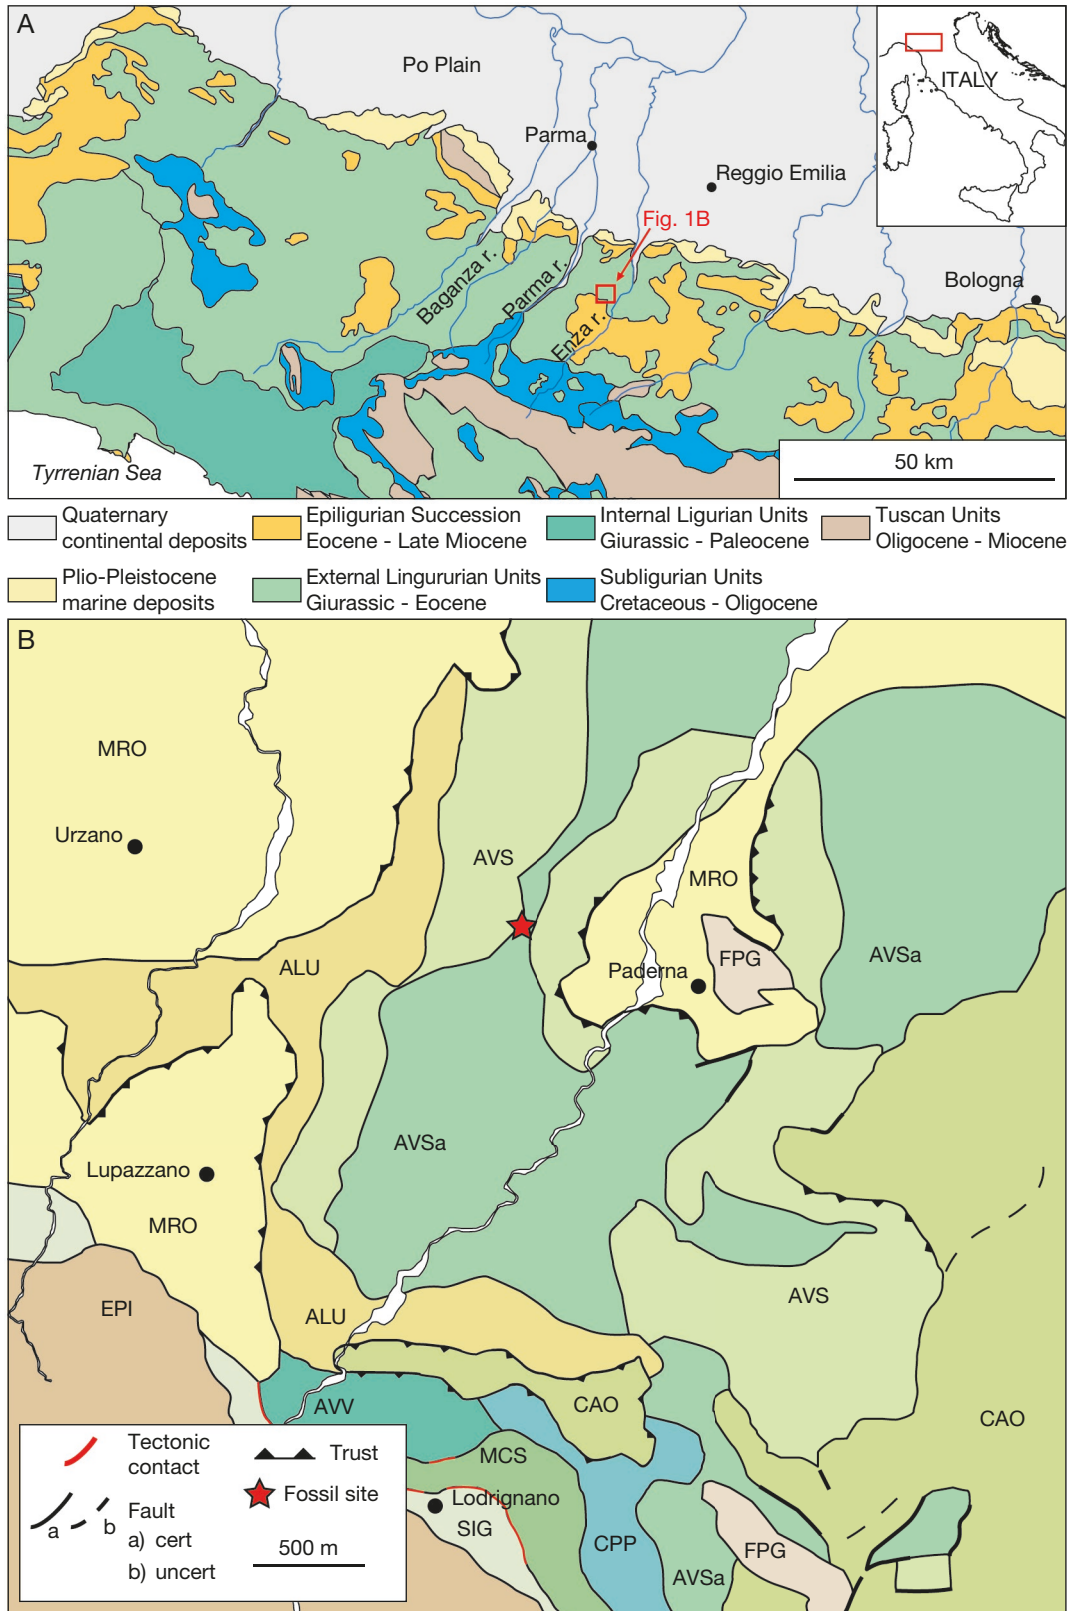 A
Po Plain
ITALY
Parma
Reggio Emilia
Fig. 1B
Baganza r.
Parma r.
Enza r.
Bologna
Tyrrenian Sea
50 km
Quaternary
continental deposits
Epiligurian Succession
Eocene - Late Miocene
Internal Ligurian Units
Giurassic - Paleocene
Tuscan Units
Oligocene - Miocene
Plio-Pleistocene
marine deposits
External Lingururian Units
Giurassic - Eocene
Subligurian Units
Cretaceous - Oligocene
B
MRO
Urzano
AVS
MRO
ALU
Paderna
FPG
AVSa
AVSa
Lupazzano
MRO
EPI
ALU
AVS
AVV
CAO
CAO
MCS
Lodrignano
SIG
CPP
FPG
AVSa
Tectonic
contact
Trust
Fossil site
a
b
Fault
a) cert
b) uncert
500 m